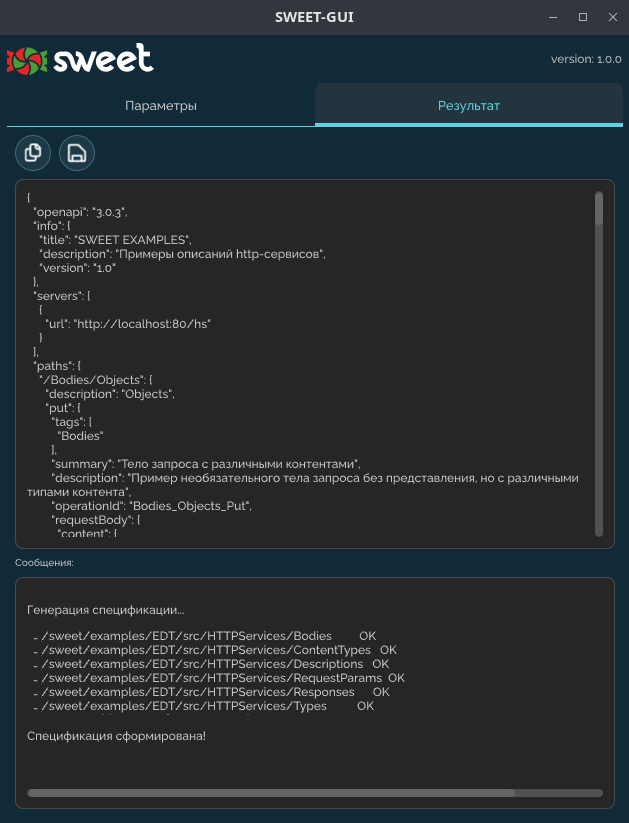 SWEET-GUI
sweet
version: 1.0.0
Параметры
Результат
{
"openapi": "3.0.3",
"info": {
"title": "SWEET EXAMPLES",
"description": "Примеры описаний http-сервисов",
"version": "1.0"
},
"servers": [
{
"url": "http://localhost:80/hs"
}
],
"paths": {
"/Bodies/Objects": {
"description": "Objects",
"put": {
"tags": [
"Bodies"
],
"summary": "Тело запроса с различными контентами",
"description": "Пример необязательного тела запроса без представления, но с различными
типами контента",
"operationId": "Bodies_Objects_Put",
"requestBody": {
"content": {
Сообщения:
Генерация спецификации...
- /sweet/examples/EDT/src/HTTPServices/Bodies OK
- /sweet/examples/EDT/src/HTTPServices/ContentTypes OK
- /sweet/examples/EDT/src/HTTPServices/Descriptions OK
- /sweet/examples/EDT/src/HTTPServices/RequestParams OK
- /sweet/examples/EDT/src/HTTPServices/Responses OK
- /sweet/examples/EDT/src/HTTPServices/Types OK
Спецификация сформирована!